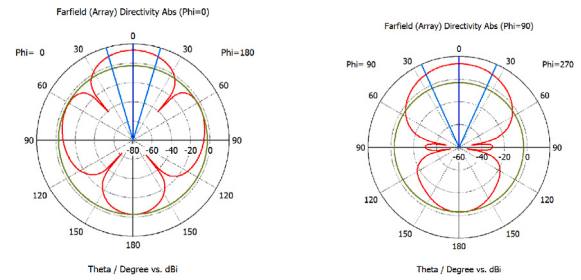 Farfield (Array) Directivity Abs (Phi=0)
0
30 30
Phi= 0 Phi=180
60 60
90 -80 -60 -40 -20 0 90
120 120
150 150
180
Theta / Degree vs. dBi
Farfield (Array) Directivity Abs (Phi=90)
0
30 30
Phi= 90 Phi=270
60 60
90 -60 -40 -20 0 90
120 120
150 150
180
Theta / Degree vs. dBi